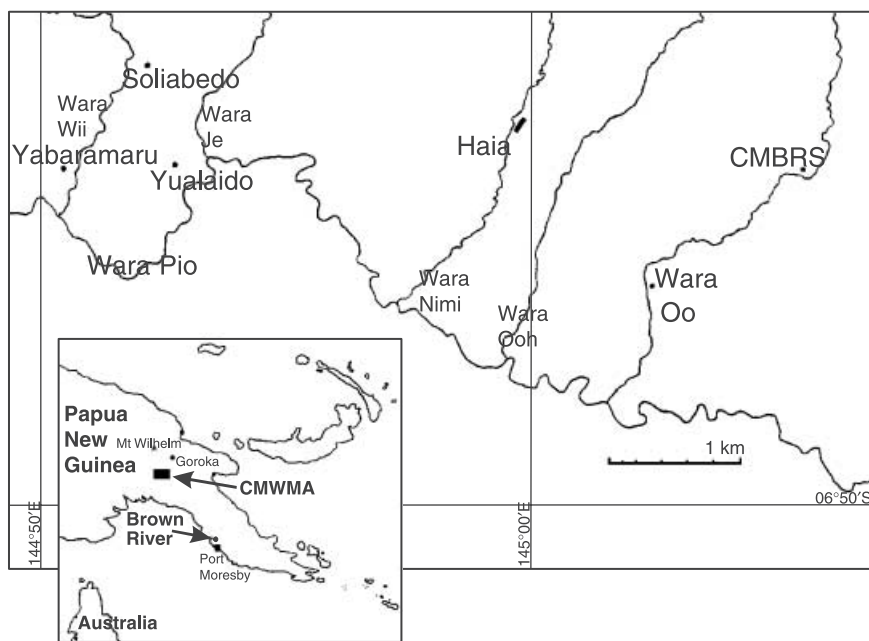 Soliabedo
Wara
Wii
Wara
Je
Yabaramaru
Yualaido
Haia
CMBRS
Wara Pio
Wara
Nimi
Wara
Oo
Wara
Ooh
1 km
06°50′S
144°50′E
145°00′E
Papua
New
Guinea
Mt Wilhelm
Goroka
CMWMA
Brown
River
Port
Moresby
Australia